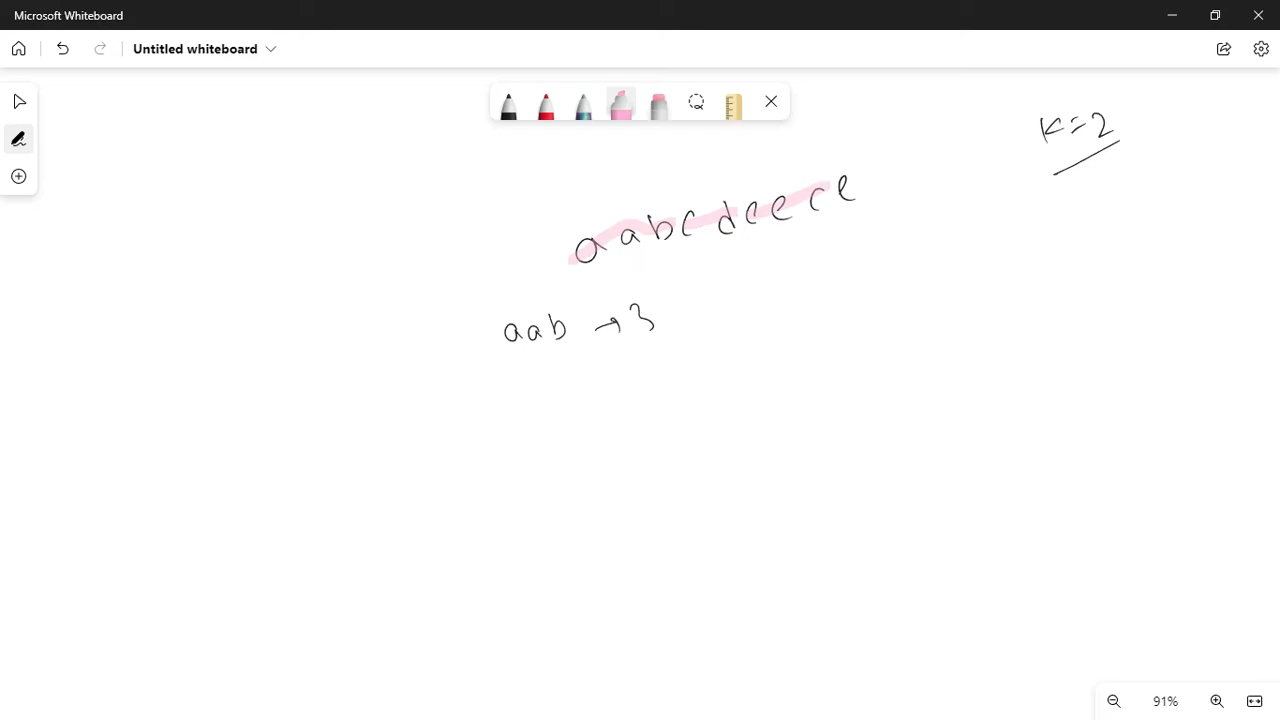 Microsoft Whiteboard
Untitled whiteboard
K=2
aabcdeece
aab → 3
91%